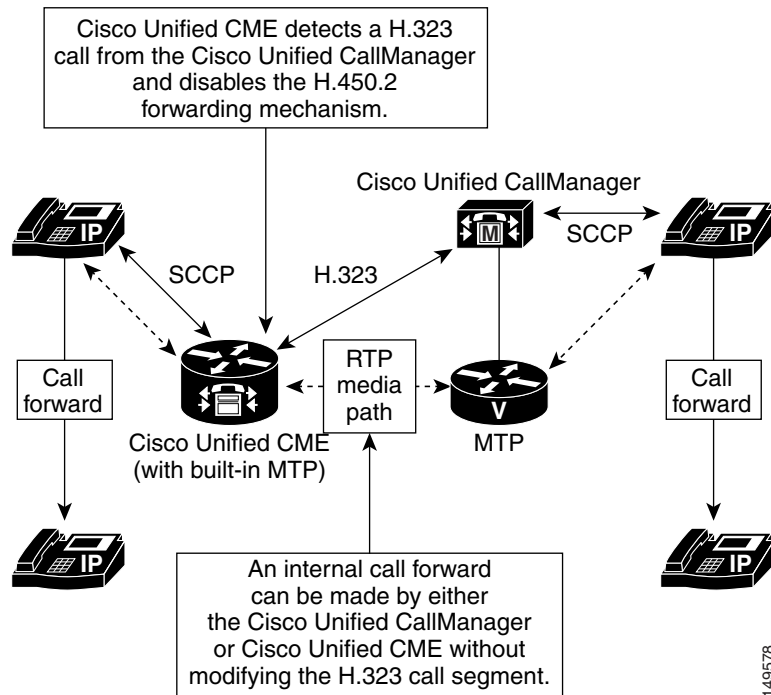 Cisco Unified CME detects a H.323
call from the Cisco Unified CallManager
and disables the H.450.2
forwarding mechanism.
Cisco Unified CallManager
IP
M
SCCP
IP
SCCP
H.323
Call
forward
RTP
media
path
V
Call
forward
Cisco Unified CME
(with built-in MTP)
MTP
IP
IP
An internal call forward
can be made by either
the Cisco Unified CallManager
or Cisco Unified CME without
modifying the H.323 call segment.
149578